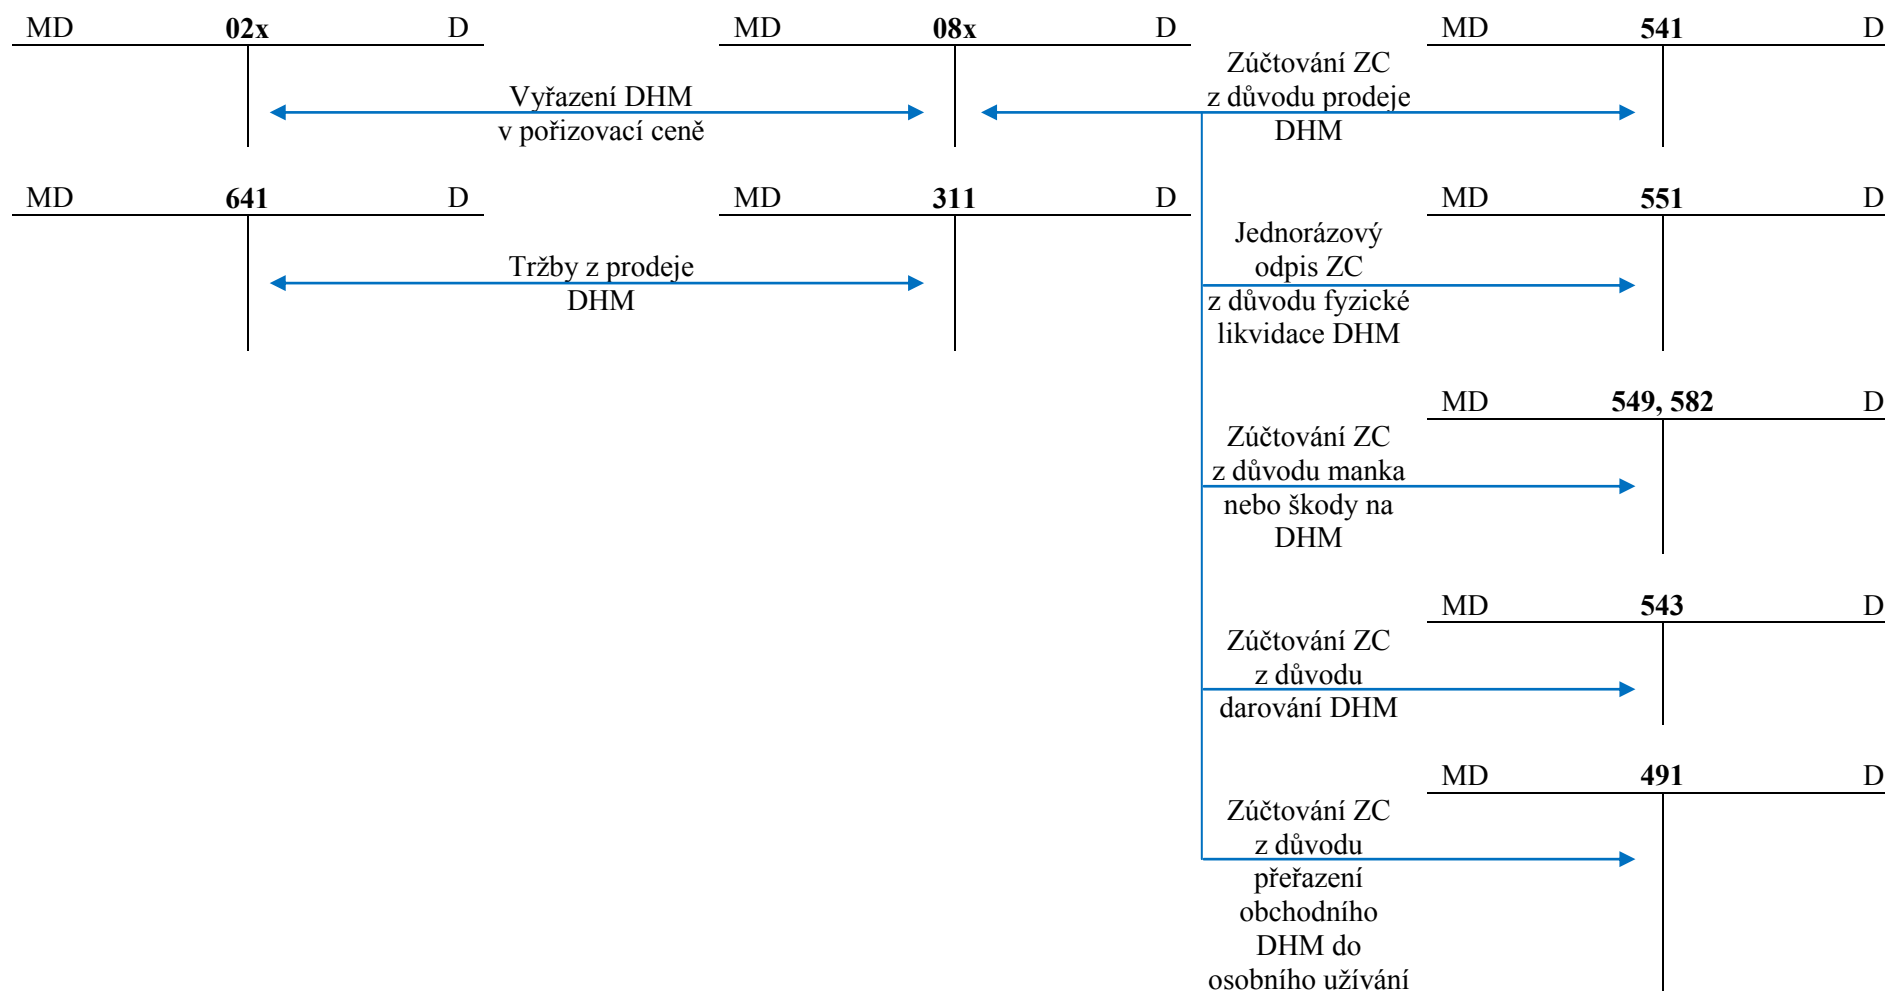 MD 02x D
MD 08x D
MD 541 D
Vyřazení DHM
v pořizovací ceně
Zúčtování ZC
z důvodu prodeje
DHM
MD 641 D
MD 311 D
MD 551 D
Tržby z prodeje
DHM
Jednorázový
odpis ZC
z důvodu fyzické
likvidace DHM
MD 549, 582 D
Zúčtování ZC
z důvodu manka
nebo škody na
DHM
MD 543 D
Zúčtování ZC
z důvodu
darování DHM
MD 491 D
Zúčtování ZC
z důvodu
přeřazení
obchodního
DHM do
osobního užívání